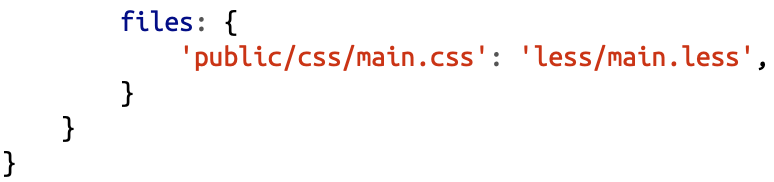 files: {
'public/css/main.css': 'less/main.less',
}
}
}